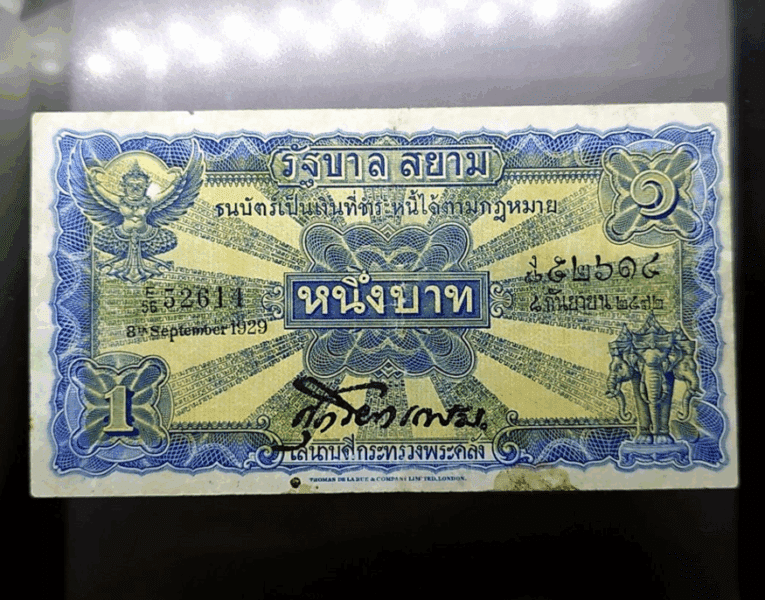 รัฐบาล สยาม
๑
ธนบัตร์เป็นเงินที่ชำระหนี้ได้ตามกฎหมาย
52614 ๕๒๖๑๔
หนึ่งบาท
8th September 1929 ๘ กันยายน ๒๔๗๒
1
เสนาบดีกระทรวงพระคลัง
THOMAS DE LA RUE & COMPANY LIMITED, LONDON.